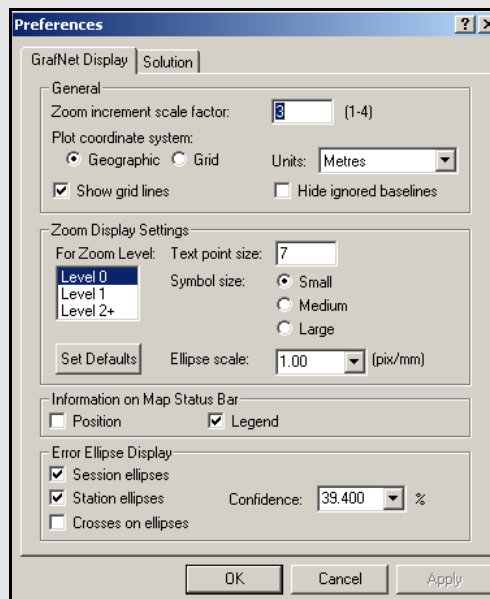 Preferences
GrafNet Display Solution
General
Zoom increment scale factor: 3 (1-4)
Plot coordinate system:
Geographic Grid Units: Metres
Show grid lines Hide ignored baselines
Zoom Display Settings
For Zoom Level: Text point size: 7
Level 0 Symbol size: Small
Level 1 Medium
Level 2+ Large
Set Defaults Ellipse scale: 1.00 (pix/mm)
Information on Map Status Bar
Position Legend
Error Ellipse Display
Session ellipses
Station ellipses Confidence: 39.400 %
Crosses on ellipses
OK Cancel Apply